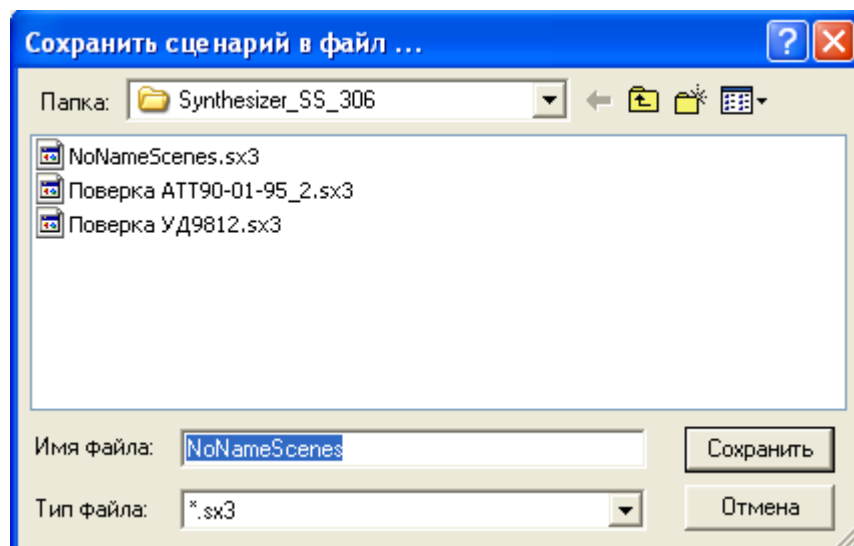 Сохранить сценарий в файл ...
Папка: Synthesizer_SS_306
NoNameScenes.sx3
Поверка АТТ90-01-95_2.sx3
Поверка УД9812.sx3
Имя файла: NoNameScenes Сохранить
Тип файла: *.sx3 Отмена